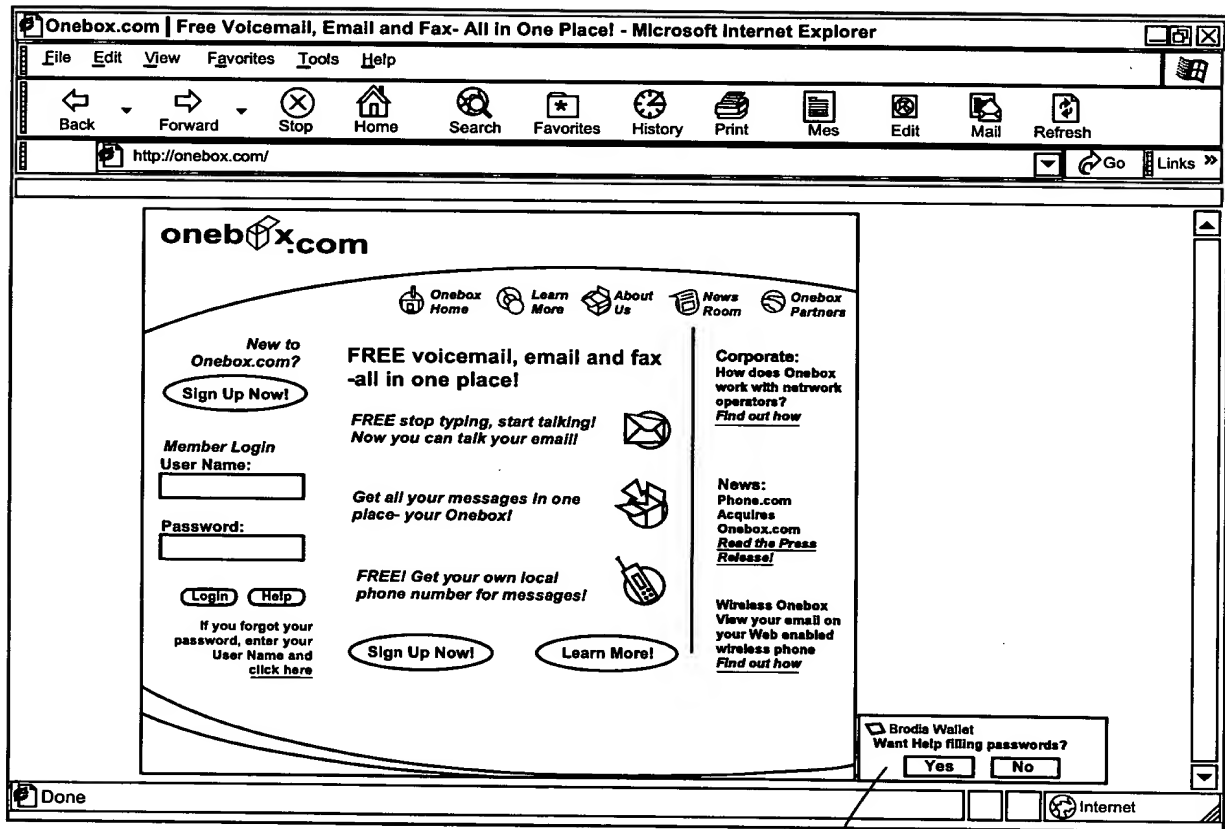 Onebox.com | Free Voicemail, Email and Fax- All in One Place! - Microsoft Internet Explorer
File Edit View Favorites Tools Help
Back Forward Stop Home Search Favorites History Print Mes Edit Mail Refresh
http://onebox.com/ Go Links »
onebox.com
Onebox Home
Learn More
About Us
News Room
Onebox Partners
New to
Onebox.com?
Sign Up Now!
Member Login
User Name:
Password:
Login Help
If you forgot your
password, enter your
User Name and
click here
FREE voicemail, email and fax
-all in one place!
FREE stop typing, start talking!
Now you can talk your email!
Get all your messages in one
place- your Onebox!
FREE! Get your own local
phone number for messages!
Sign Up Now! Learn More!
Corporate:
How does Onebox
work with netrwork
operators?
Find out how
News:
Phone.com
Acquires
Onebox.com
Read the Press
Release!
Wireless Onebox
View your email on
your Web enabled
wireless phone
Find out how
Brodia Wallet
Want Help filling passwords?
Yes No
Done Internet